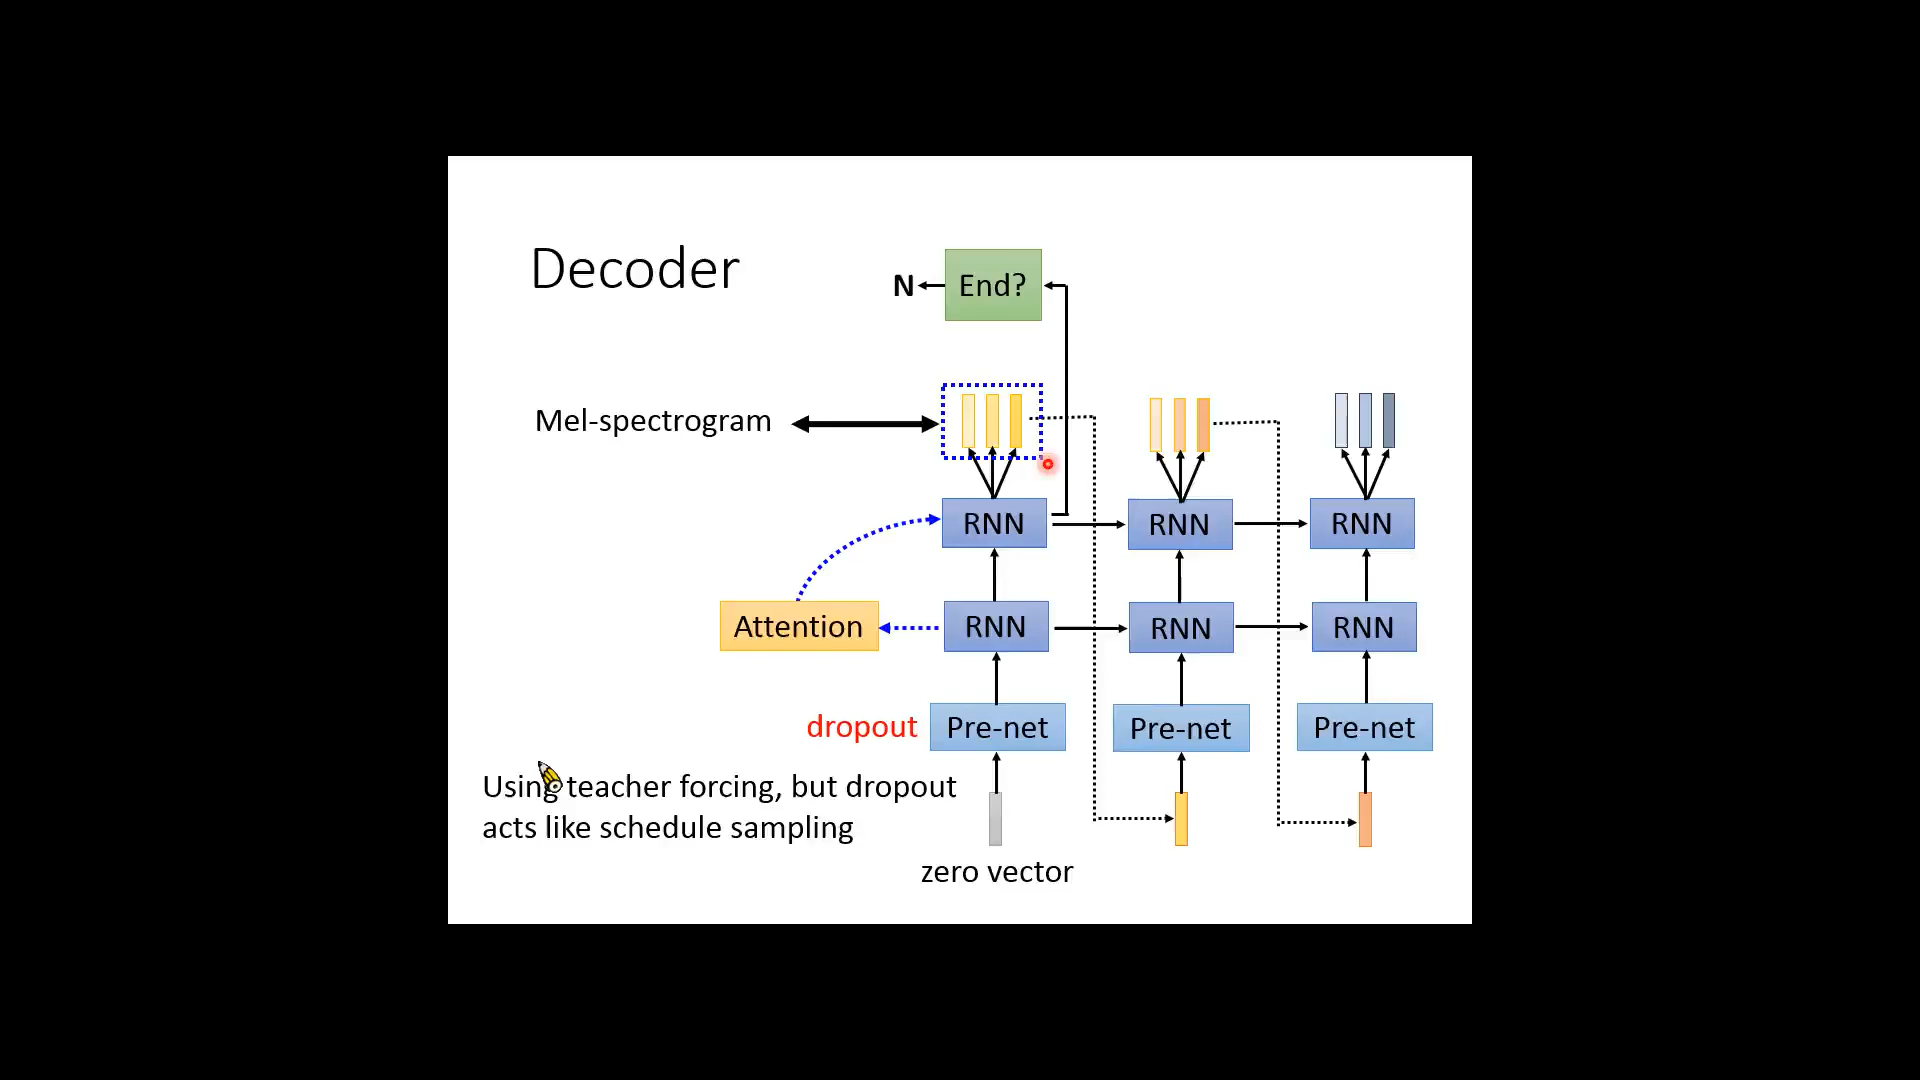 Decoder
N
End?
Mel-spectrogram
RNN
RNN
RNN
Attention
RNN
RNN
RNN
dropout
Pre-net
Pre-net
Pre-net
Using teacher forcing, but dropout
acts like schedule sampling
zero vector